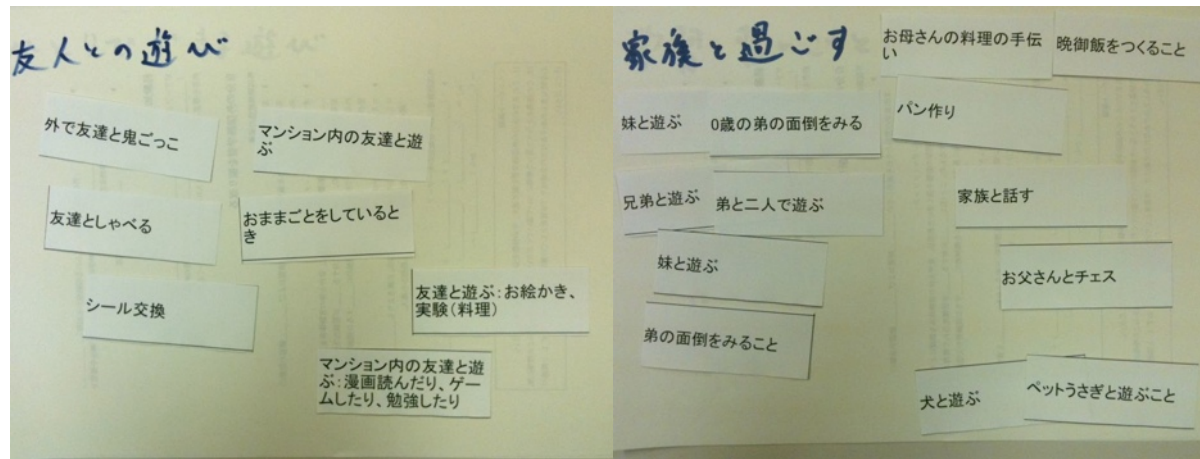 友人との遊び
外で友達と鬼ごっこ
マンション内の友達と遊
ぶ
友達としゃべる
おままごとをしていると
き
シール交換
友達と遊ぶ:お絵かき、
実験(料理)
マンション内の友達と遊
ぶ:漫画読んだり、ゲー
ムしたり、勉強したり
家族と過ごす
お母さんの料理の手伝
い
晩御飯をつくること
パン作り
妹と遊ぶ
0歳の弟の面倒をみる
兄弟と遊ぶ
弟と二人で遊ぶ
家族と話す
妹と遊ぶ
お父さんとチェス
弟の面倒をみること
犬と遊ぶ
ペットうさぎと遊ぶこと